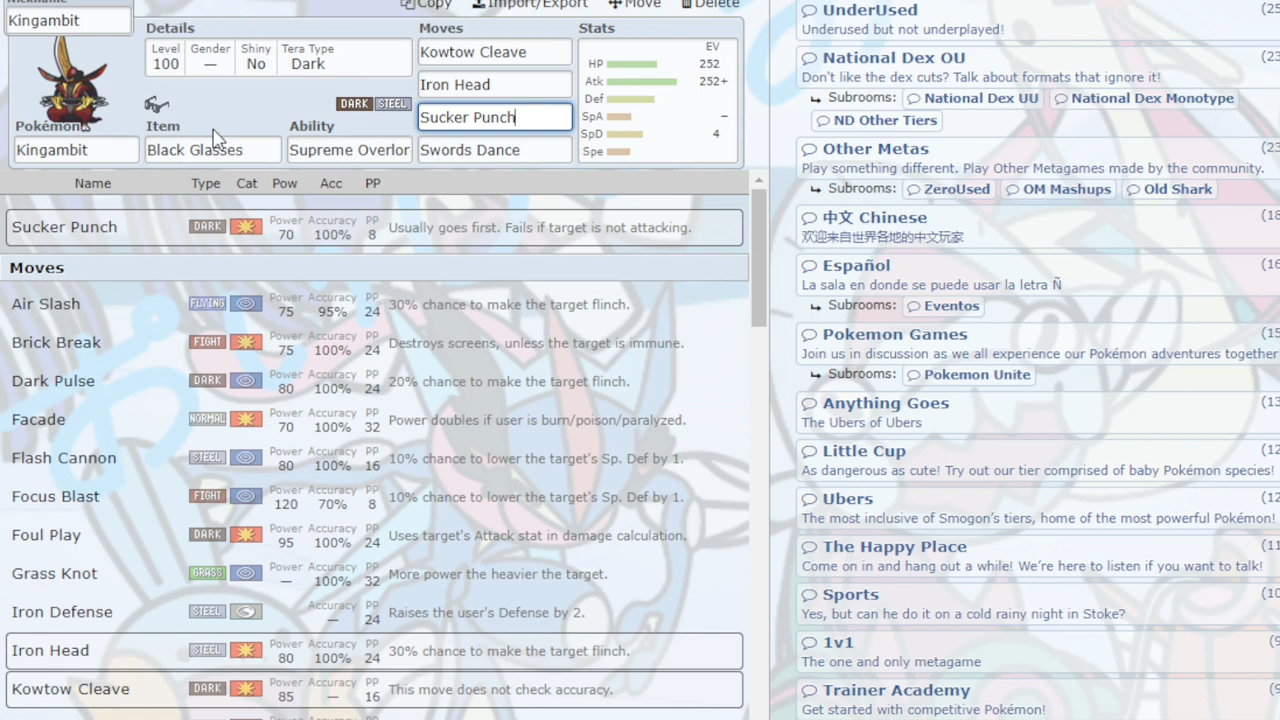 Nickname
Kingambit
Copy Import/Export Move Delete
Details
Level Gender Shiny Tera Type
100 — No Dark
DARK STEEL
Pokémon Item Ability
Kingambit Black Glasses Supreme Overlor
Moves
Kowtow Cleave
Iron Head
Sucker Punch
Swords Dance
Stats
EV
HP 252
Atk 252+
Def
SpA –
SpD 4
Spe
Name Type Cat Pow Acc PP
Sucker Punch DARK Power 70 Accuracy 100% PP 8 Usually goes first. Fails if target is not attacking.
Moves
Air Slash FLYING Power 75 Accuracy 95% PP 24 30% chance to make the target flinch.
Brick Break FIGHT Power 75 Accuracy 100% PP 24 Destroys screens, unless the target is immune.
Dark Pulse DARK Power 80 Accuracy 100% PP 24 20% chance to make the target flinch.
Facade NORMAL Power 70 Accuracy 100% PP 32 Power doubles if user is burn/poison/paralyzed.
Flash Cannon STEEL Power 80 Accuracy 100% PP 16 10% chance to lower the target's Sp. Def by 1.
Focus Blast FIGHT Power 120 Accuracy 70% PP 8 10% chance to lower the target's Sp. Def by 1.
Foul Play DARK Power 95 Accuracy 100% PP 24 Uses target's Attack stat in damage calculation.
Grass Knot GRASS Power — Accuracy 100% PP 32 More power the heavier the target.
Iron Defense STEEL Accuracy — PP 24 Raises the user's Defense by 2.
Iron Head STEEL Power 80 Accuracy 100% PP 24 30% chance to make the target flinch.
Kowtow Cleave DARK Power 85 Accuracy — PP 16 This move does not check accuracy.
UnderUsed (25
Underused but not underplayed!
National Dex OU (23
Don't like the dex cuts? Talk about formats that ignore it!
Subrooms: National Dex UU National Dex Monotype
ND Other Tiers
Other Metas (23
Play something different. Play Other Metagames made by the community.
Subrooms: ZeroUsed OM Mashups Old Shark
中文 Chinese (18
欢迎来自世界各地的中文玩家
Español (16
La sala en donde se puede usar la letra Ñ
Subrooms: Eventos
Pokemon Games (15
Join us in discussion as we all experience our Pokémon adventures together
Subrooms: Pokemon Unite
Anything Goes (13
The Ubers of Ubers
Little Cup (12
As dangerous as cute! Try out our tier comprised of baby Pokémon species!
Ubers (12
The most inclusive of Smogon's tiers, home of the most powerful Pokémon!
The Happy Place (11
Come on in and hang out a while! We're here to listen if you want to talk!
Sports (10
Yes, but can he do it on a cold rainy night in Stoke?
1v1 (9
The one and only metagame
Trainer Academy (9
Get started with competitive Pokémon!